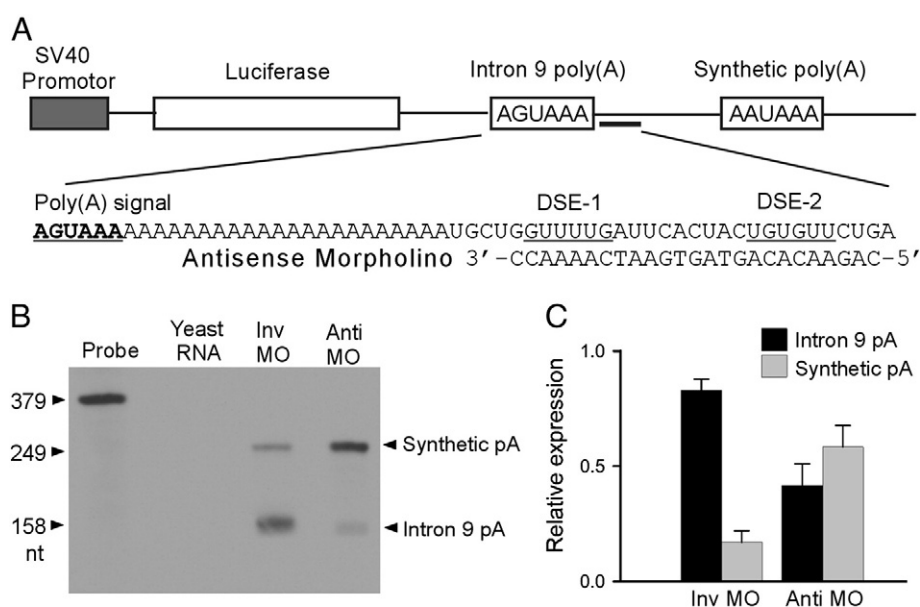 A
SV40
Promotor
Luciferase
Intron 9 poly(A)
Synthetic poly(A)
AGUAAA
AAUAAA
Poly(A) signal
DSE-1
DSE-2
AGUAAAAAAAAAAAAAAAAAAAAAAAAAUGCUGGUUUUGAUUCACUACUGUGUUCUGA
Antisense Morpholino 3’-CCAAAACTAAGTGATGACACAAGAC-5’
B
Probe
Yeast
RNA
Inv
MO
Anti
MO
379
249
158
nt
Synthetic pA
Intron 9 pA
C
Intron 9 pA
Synthetic pA
Relative expression
1.0
0.5
0.0
Inv MO
Anti MO